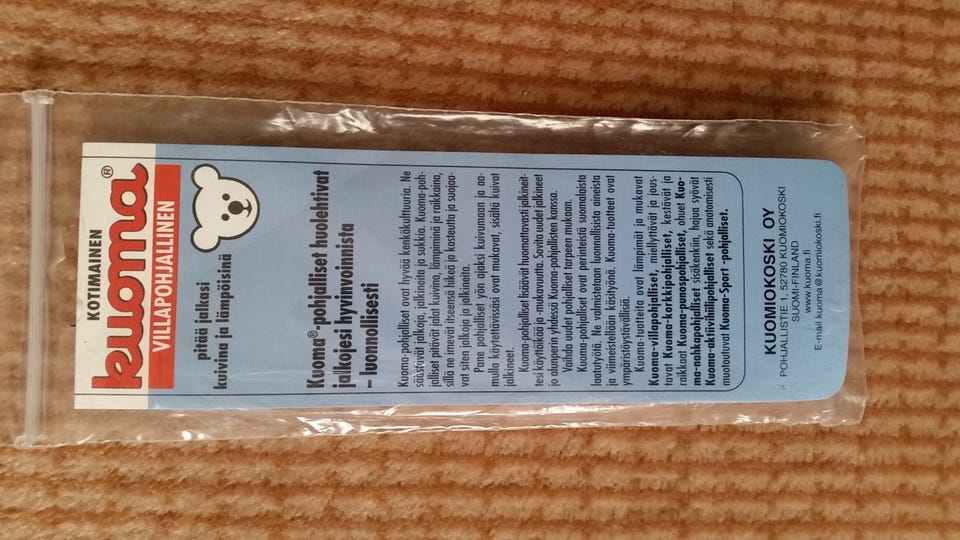 KOTIMAINEN
kuoma®
VILLAPOHJALLINEN
pitää jalkasi
kuivina ja lämpöisinä
Kuoma®-pohjalliset huolehtivat
jalkojesi hyvinvoinnista
– luonnollisesti
Kuoma-pohjalliset ovat hyvää kenkäkulttuuria. Ne
säästävät jalkoja, jalkineita ja sukkia. Kuoma-poh-
jalliset pitävät jalat kuivina, lämpiminä ja raikkaina,
sillä ne imevät itseensä hikeä ja kosteutta ja suojaa-
vat siten jalkoja ja jalkineita.
Pane pohjalliset yön ajaksi kuivumaan ja aa-
mulla käytettävissäsi ovat mukavat, sisältä kuivat
jalkineet.
Kuoma-pohjalliset lisäävät huomattavasti jalkineit-
tesi käyttöikää ja -mukavuutta. Sovita uudet jalkineet
jo alunperin yhdessä Kuoma-pohjallisten kanssa.
Vaihda uudet pohjalliset tarpeen mukaan.
Kuoma-pohjalliset ovat perinteistä suomalaista
laatutyötä. Ne valmistetaan luonnollisista aineista
ja viimeistellään käsityönä. Kuoma-tuotteet ovat
ympäristöystävällisiä.
Kuoma-tuotteita ovat lämpimät ja mukavat
Kuoma-villapohjalliset, miellyttävät ja jous-
tavat Kuoma-korkkipohjalliset, kestävät ja
raikkaat Kuoma-punospohjalliset, ohuet Kuo-
ma-nahkapohjalliset sisäkenkiin, hajua syövät
Kuoma-aktiivihiilipohjalliset sekä anatomisesti
muotoutuvat Kuoma-Sport -pohjalliset.
KUOMIOKOSKI OY
POHJALISTIE 1, 52780 KUOMIOKOSKI
SUOMI-FINLAND
www.kuoma.fi
E-mail kuoma@kuomiokoski.fi